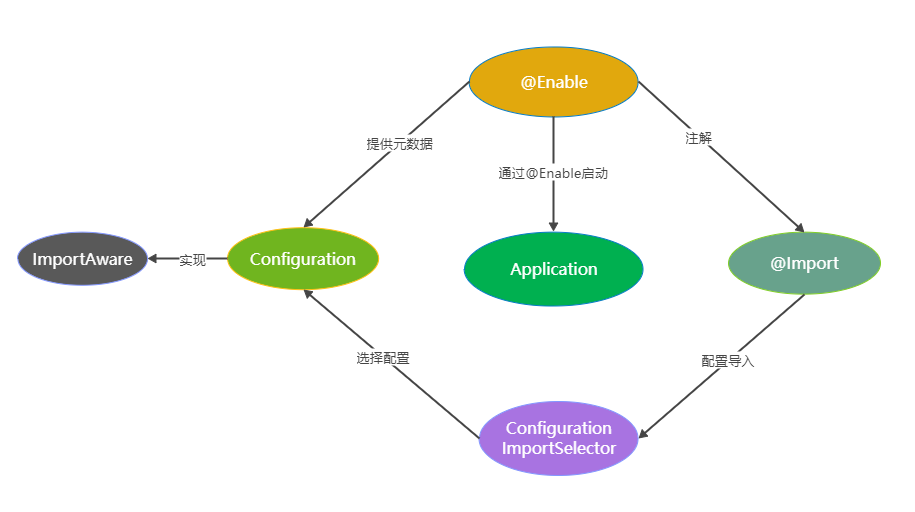 @Enable
提供元数据
注解
通过@Enable启动
ImportAware
实现
Configuration
Application
@Import
选择配置
配置导入
Configuration
ImportSelector